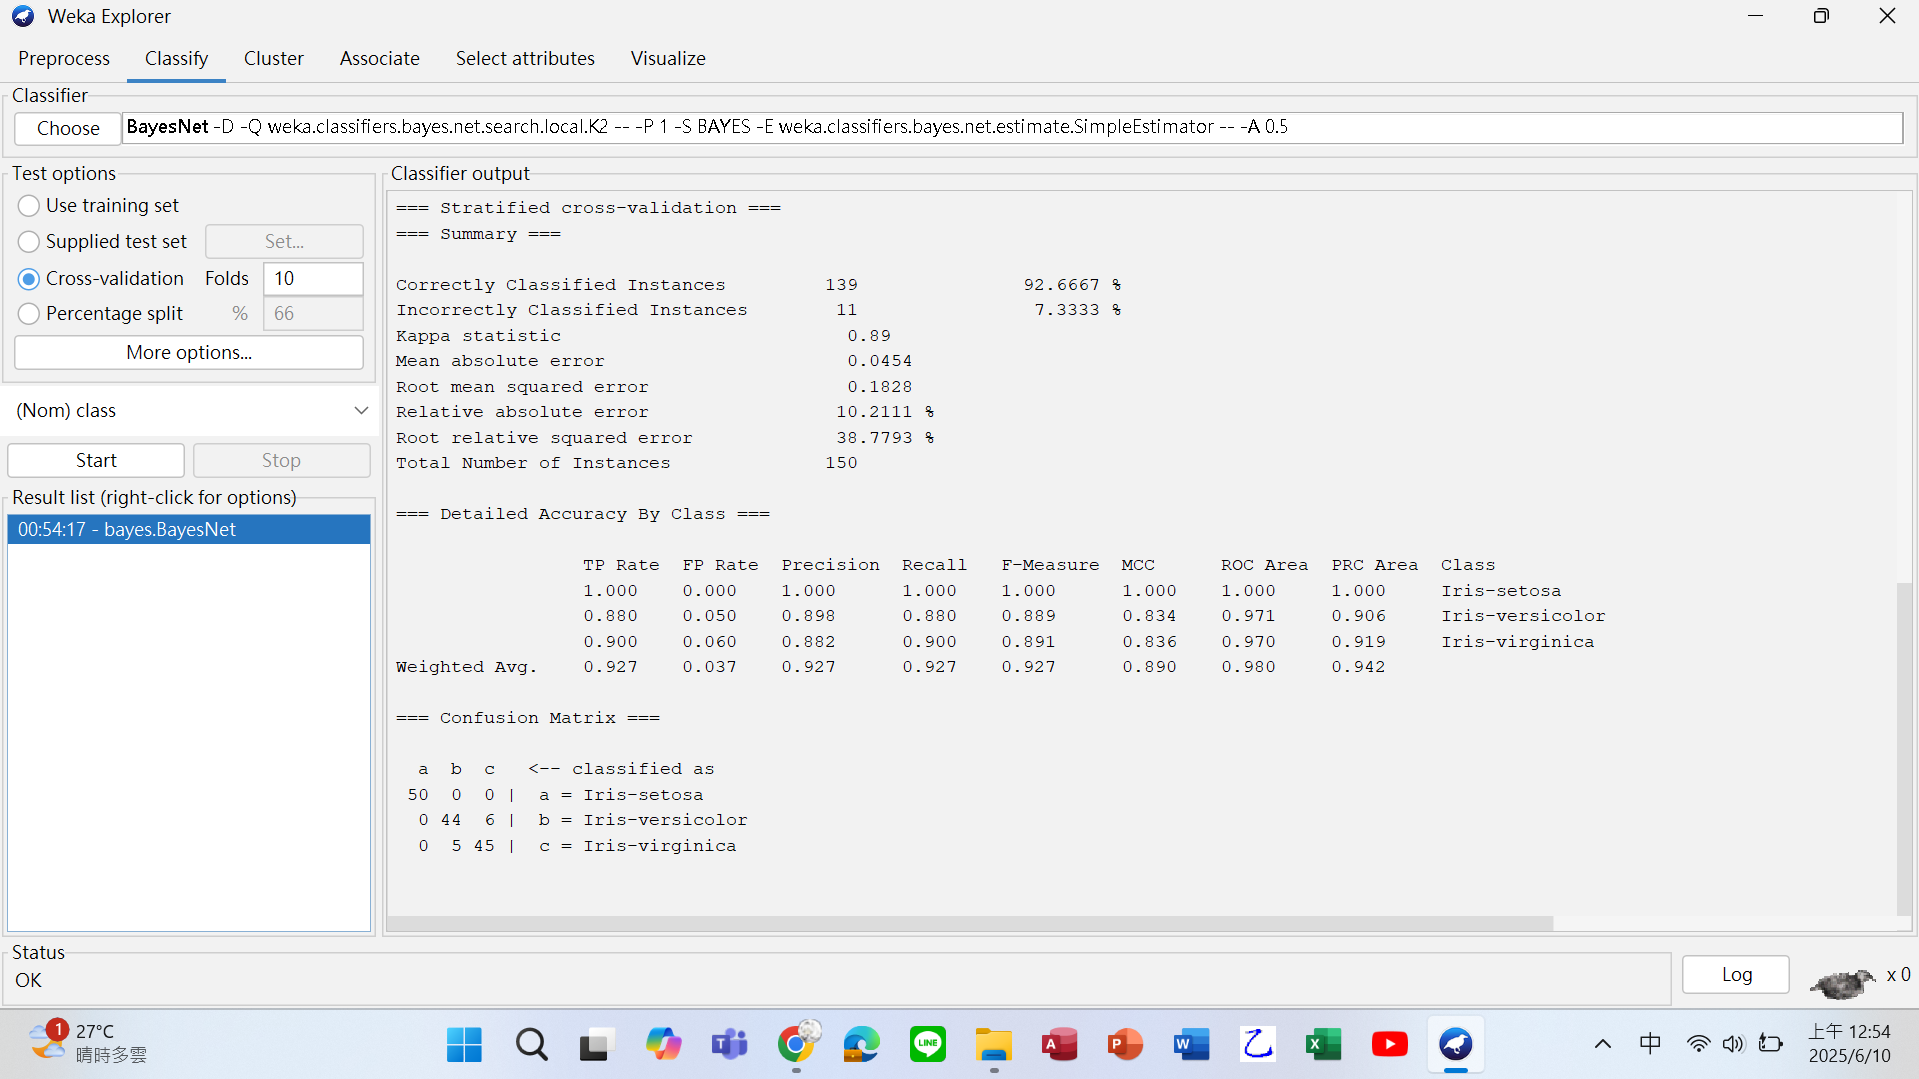 Weka Explorer
Preprocess Classify Cluster Associate Select attributes Visualize
Classifier
Choose BayesNet -D -Q weka.classifiers.bayes.net.search.local.K2 -- -P 1 -S BAYES -E weka.classifiers.bayes.net.estimate.SimpleEstimator -- -A 0.5
Test options
Use training set
Supplied test set Set...
Cross-validation Folds 10
Percentage split % 66
More options...
(Nom) class
Start Stop
Result list (right-click for options)
00:54:17 - bayes.BayesNet
Classifier output
=== Stratified cross-validation ===
=== Summary ===
Correctly Classified Instances 139 92.6667 %
Incorrectly Classified Instances 11 7.3333 %
Kappa statistic 0.89
Mean absolute error 0.0454
Root mean squared error 0.1828
Relative absolute error 10.2111 %
Root relative squared error 38.7793 %
Total Number of Instances 150
=== Detailed Accuracy By Class ===
TP Rate FP Rate Precision Recall F-Measure MCC ROC Area PRC Area Class
1.000 0.000 1.000 1.000 1.000 1.000 1.000 1.000 Iris-setosa
0.880 0.050 0.898 0.880 0.889 0.834 0.971 0.906 Iris-versicolor
0.900 0.060 0.882 0.900 0.891 0.836 0.970 0.919 Iris-virginica
Weighted Avg. 0.927 0.037 0.927 0.927 0.927 0.890 0.980 0.942
=== Confusion Matrix ===
a b c <-- classified as
50 0 0 | a = Iris-setosa
0 44 6 | b = Iris-versicolor
0 5 45 | c = Iris-virginica
Status
OK
Log x 0
1 27°C
晴時多雲
T LINE A P W X
中
上午 12:54
2025/6/10